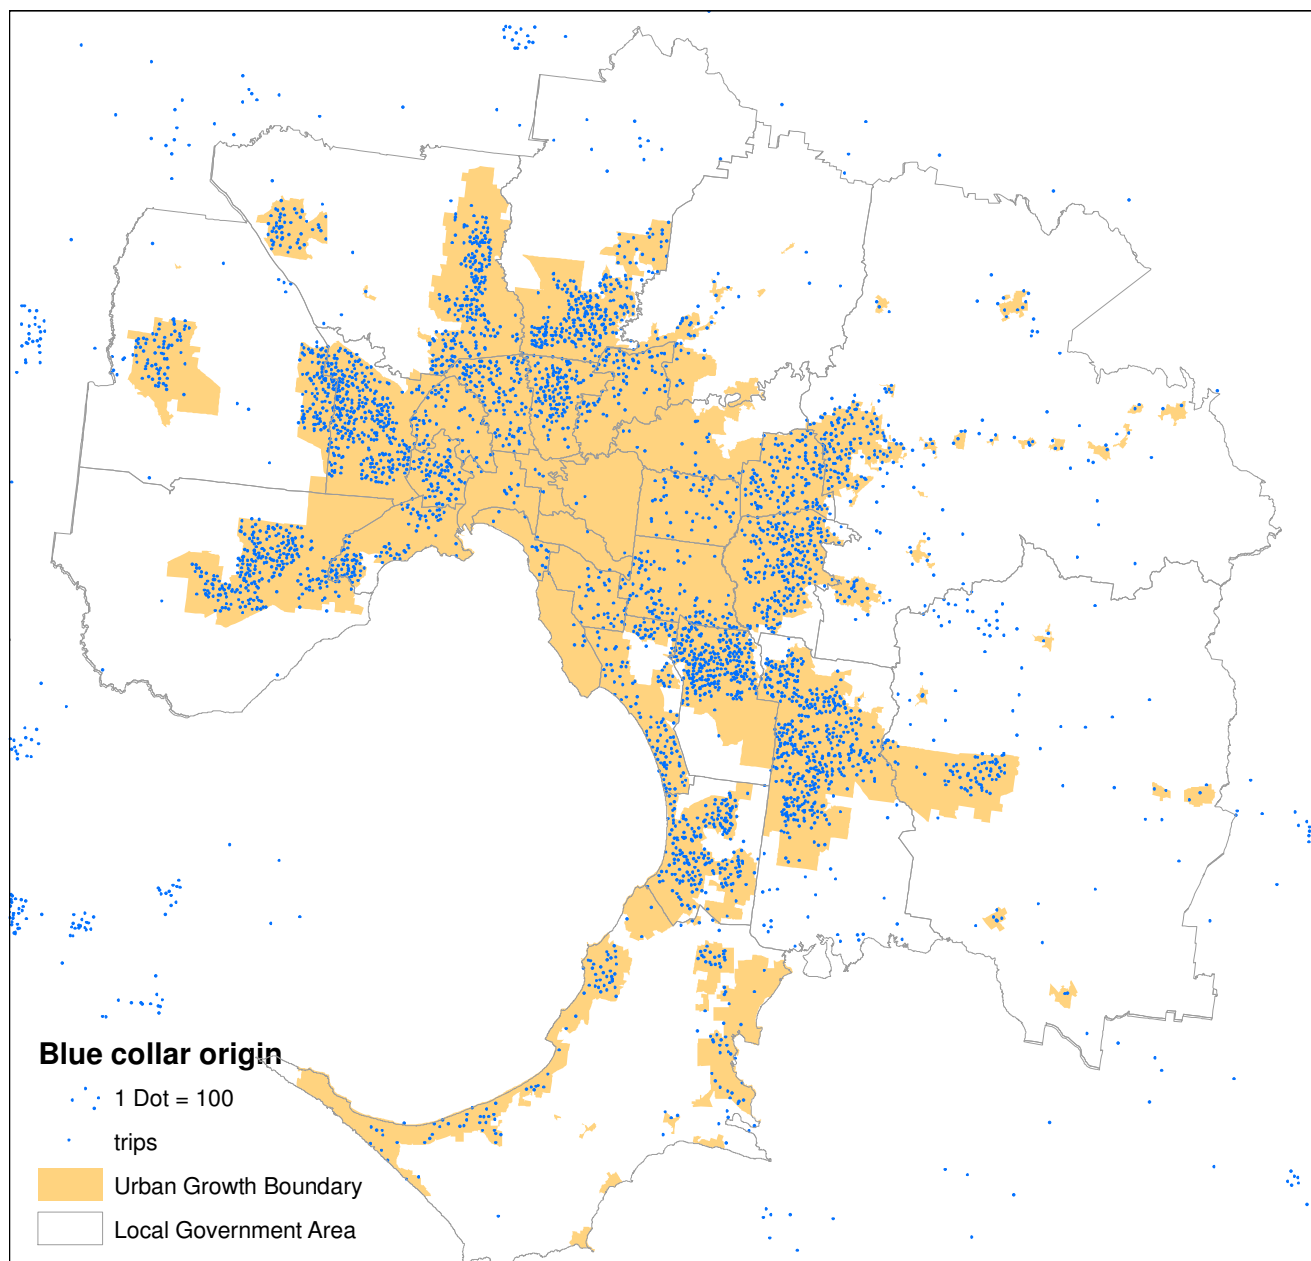 Blue collar origin
1 Dot = 100
trips
Urban Growth Boundary
Local Government Area